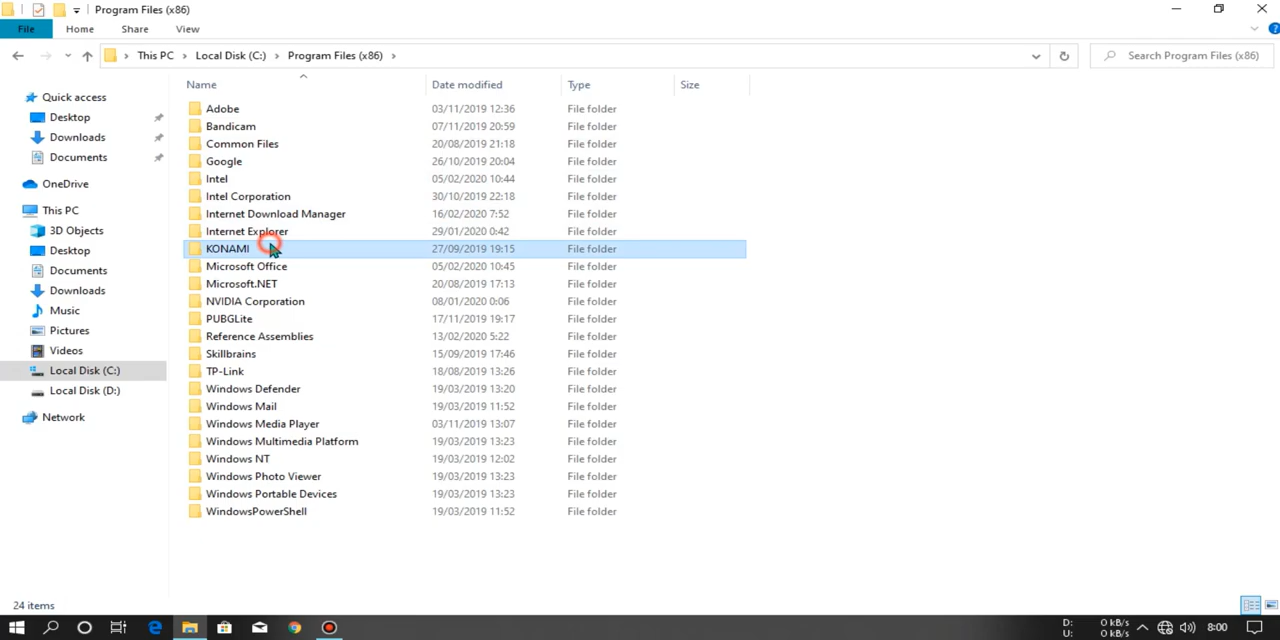 Program Files (x86)
File Home Share View
This PC Local Disk (C:) Program Files (x86) Search Program Files (x86)
Name Date modified Type Size
Quick access
Desktop
Downloads
Documents
OneDrive
This PC
3D Objects
Desktop
Documents
Downloads
Music
Pictures
Videos
Local Disk (C:)
Local Disk (D:)
Network
Adobe 03/11/2019 12:36 File folder
Bandicam 07/11/2019 20:59 File folder
Common Files 20/08/2019 21:18 File folder
Google 26/10/2019 20:04 File folder
Intel 05/02/2020 10:44 File folder
Intel Corporation 30/10/2019 22:18 File folder
Internet Download Manager 16/02/2020 7:52 File folder
Internet Explorer 29/01/2020 0:42 File folder
KONAMI 27/09/2019 19:15 File folder
Microsoft Office 05/02/2020 10:45 File folder
Microsoft.NET 20/08/2019 17:13 File folder
NVIDIA Corporation 08/01/2020 0:06 File folder
PUBGLite 17/11/2019 19:17 File folder
Reference Assemblies 13/02/2020 5:22 File folder
Skillbrains 15/09/2019 17:46 File folder
TP-Link 18/08/2019 13:26 File folder
Windows Defender 19/03/2019 13:20 File folder
Windows Mail 19/03/2019 11:52 File folder
Windows Media Player 03/11/2019 13:07 File folder
Windows Multimedia Platform 19/03/2019 13:23 File folder
Windows NT 19/03/2019 12:02 File folder
Windows Photo Viewer 19/03/2019 13:23 File folder
Windows Portable Devices 19/03/2019 13:23 File folder
WindowsPowerShell 19/03/2019 11:52 File folder
24 items
D: 0 kB/s
U: 0 kB/s
8:00